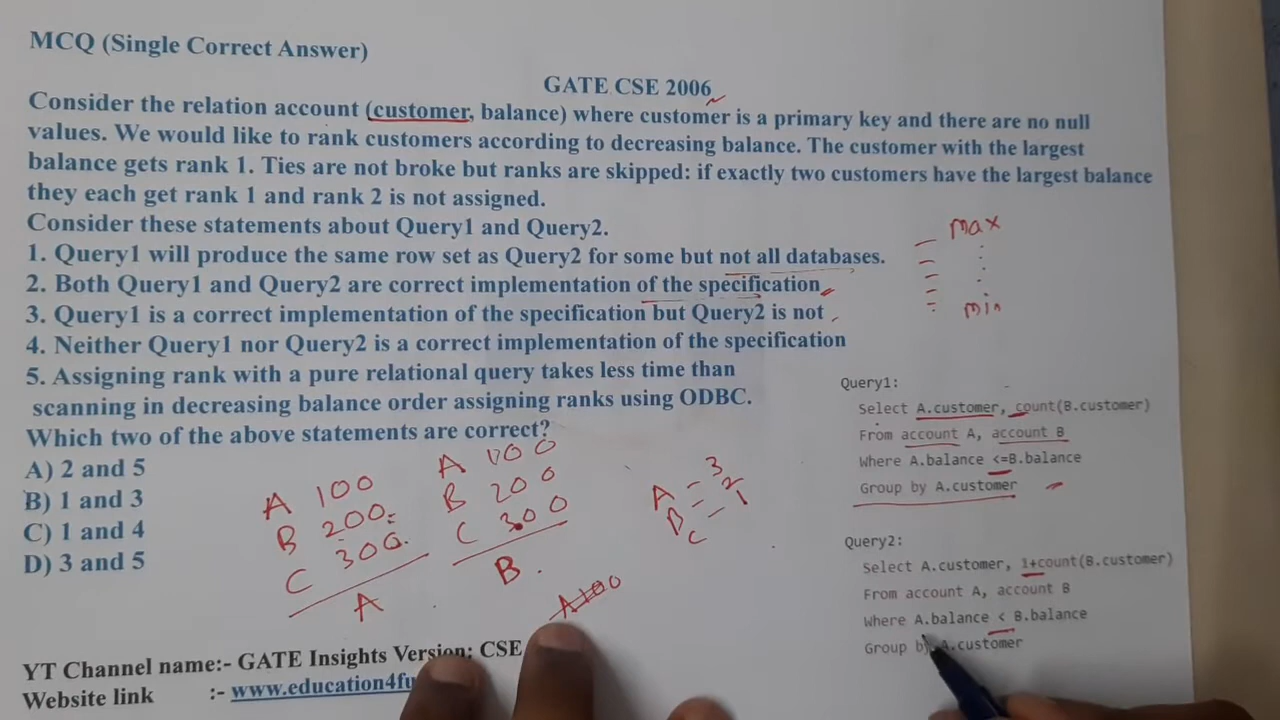 MCQ (Single Correct Answer)
GATE CSE 2006
Consider the relation account (customer, balance) where customer is a primary key and there are no null
values. We would like to rank customers according to decreasing balance. The customer with the largest
balance gets rank 1. Ties are not broke but ranks are skipped: if exactly two customers have the largest balance
they each get rank 1 and rank 2 is not assigned.
Consider these statements about Query1 and Query2.
1. Query1 will produce the same row set as Query2 for some but not all databases.
2. Both Query1 and Query2 are correct implementation of the specification
3. Query1 is a correct implementation of the specification but Query2 is not
4. Neither Query1 nor Query2 is a correct implementation of the specification
5. Assigning rank with a pure relational query takes less time than
scanning in decreasing balance order assigning ranks using ODBC.
Which two of the above statements are correct?
A) 2 and 5
B) 1 and 3
C) 1 and 4
D) 3 and 5
max
min
Query1:
Select A.customer, count(B.customer)
From account A, account B
Where A.balance <=B.balance
Group by A.customer
Query2:
Select A.customer, 1+count(B.customer)
From account A, account B
Where A.balance < B.balance
Group by A.customer
A 100
B 200
C 300
A
A 100
B 200
C 300
B
A100
A - 3
B - 2
C - 1
YT Channel name:- GATE Insights Version: CSE
Website link :- www.education4fu